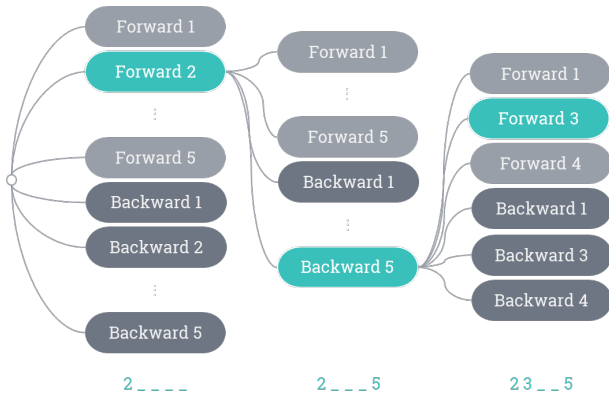 Forward 1
Forward 2
Forward 5
Backward 1
Backward 2
Backward 5
2 _ _ _ _
Forward 1
Forward 5
Backward 1
Backward 5
2 _ _ _ 5
Forward 1
Forward 3
Forward 4
Backward 1
Backward 3
Backward 4
2 3 _ _ 5